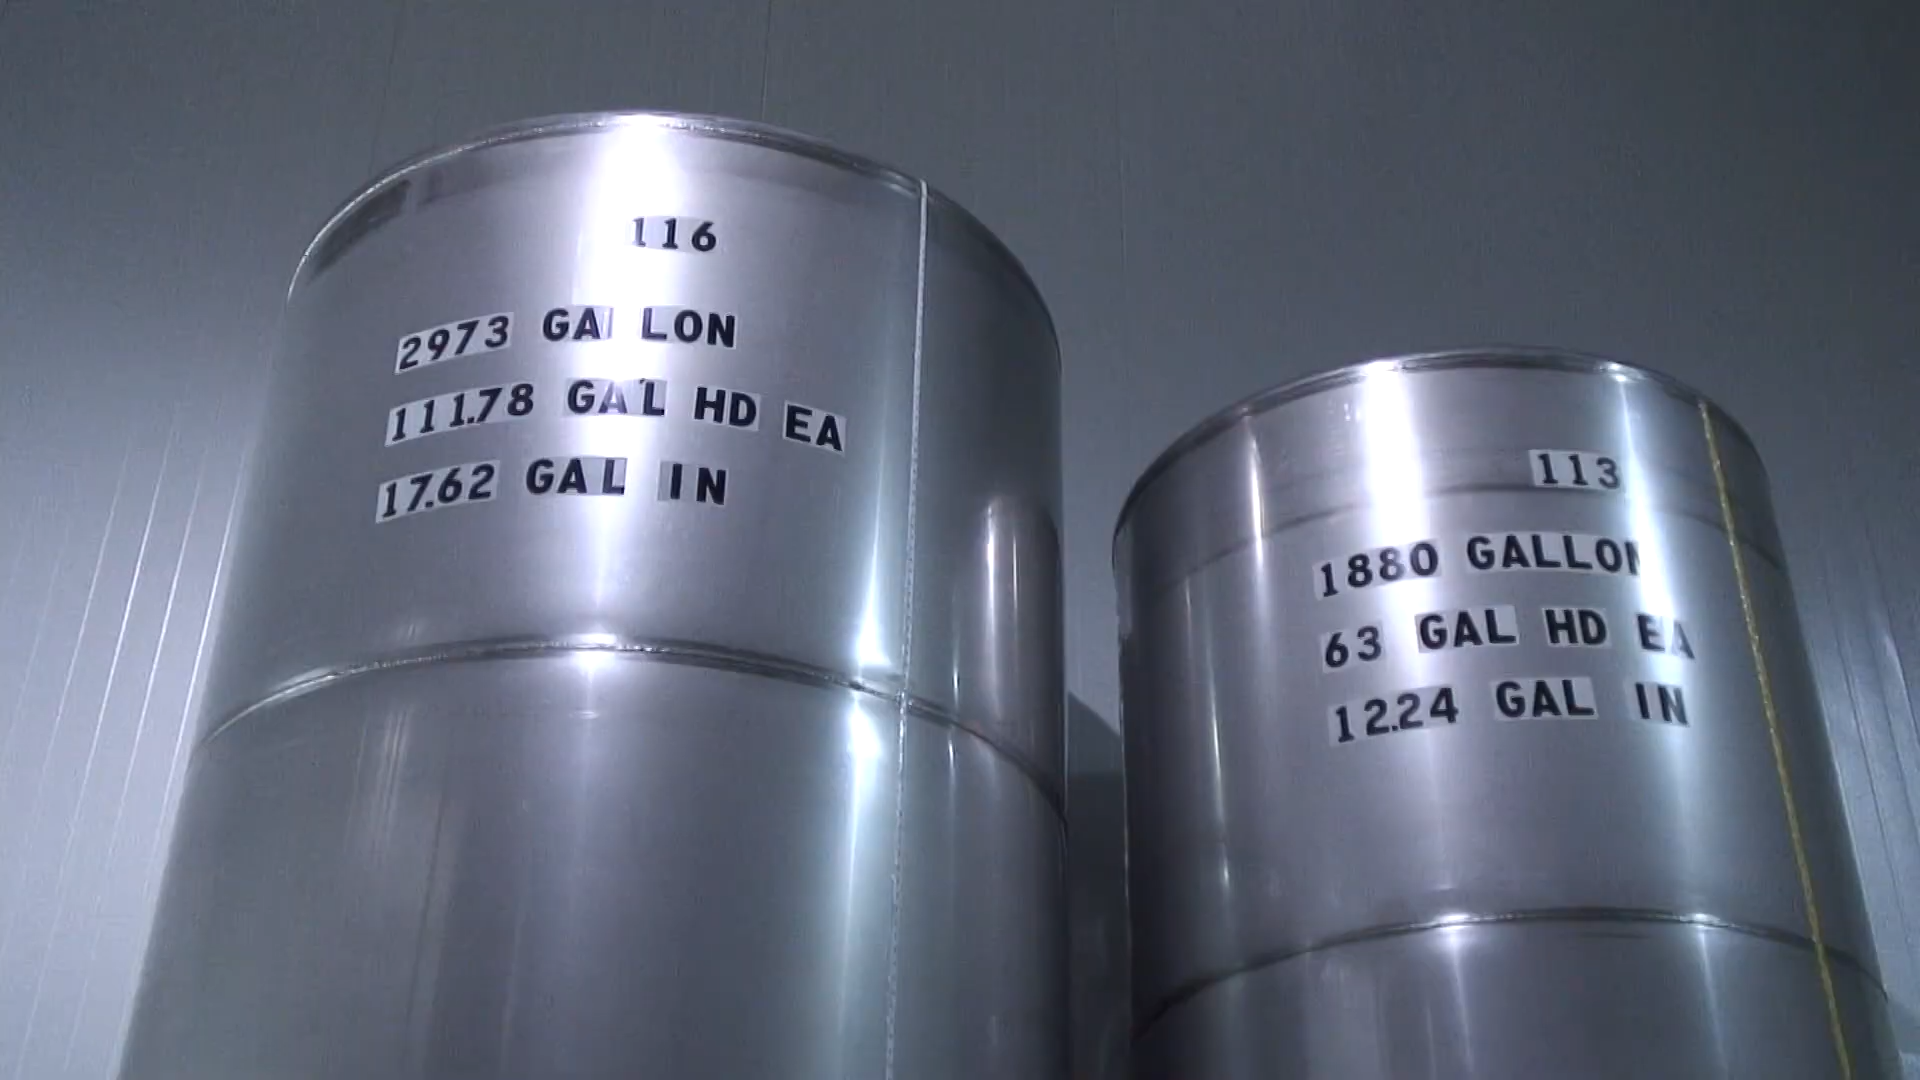 116
2973 GALLON
111.78 GAL HD EA
17.62 GAL IN
113
1880 GALLON
63 GAL HD EA
12.24 GAL IN